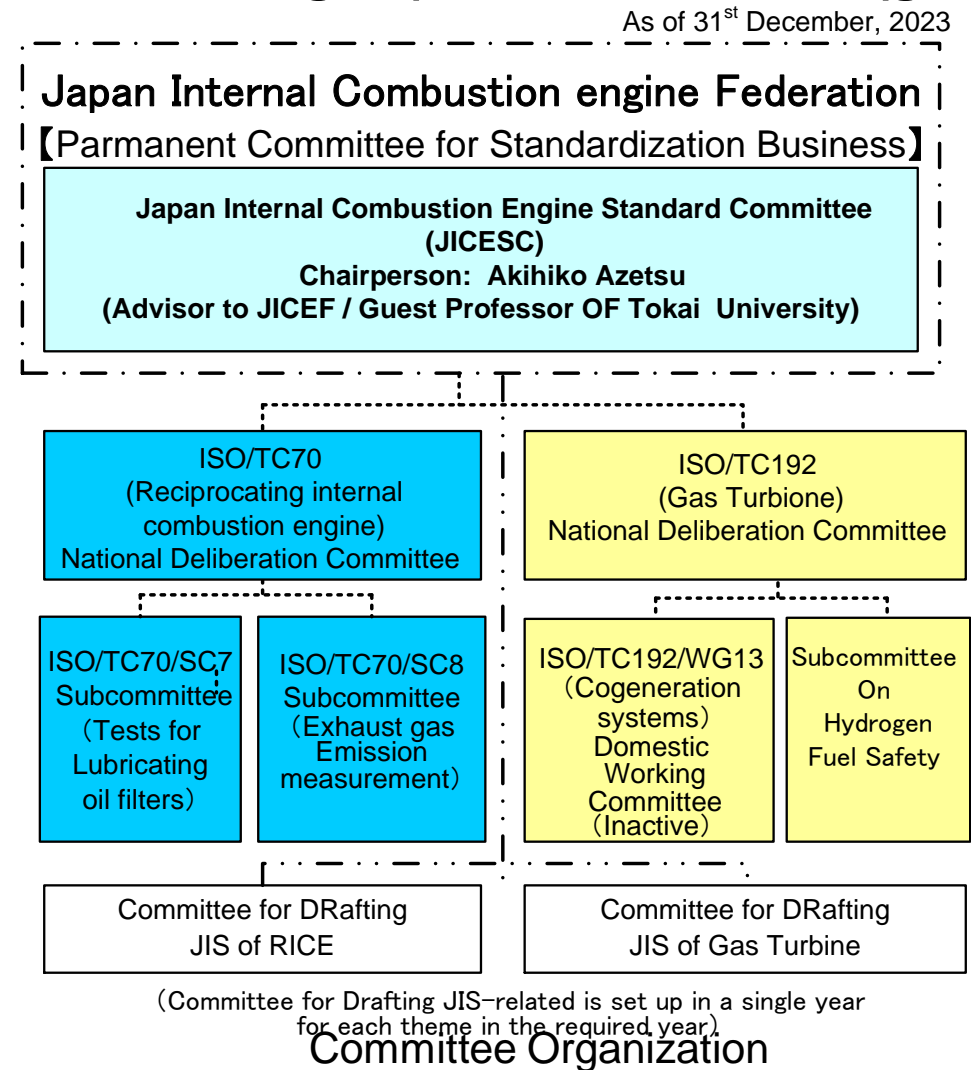 As of 31st December, 2023
Japan Internal Combustion engine Federation
【Parmanent Committee for Standardization Business】
Japan Internal Combustion Engine Standard Committee
(JICESC)
Chairperson: Akihiko Azetsu
(Advisor to JICEF / Guest Professor OF Tokai University)
ISO/TC70
(Reciprocating internal
combustion engine)
National Deliberation Committee
ISO/TC192
(Gas Turbione)
National Deliberation Committee
ISO/TC70/SC7
Subcommittee
（Tests for
Lubricating
oil filters）
ISO/TC70/SC8
Subcommittee
（Exhaust gas
Emission
measurement）
ISO/TC192/WG13
（Cogeneration
systems）
Domestic
Working
Committee
（Inactive）
Subcommittee
On
Hydrogen
Fuel Safety
Committee for DRafting
JIS of RICE
Committee for DRafting
JIS of Gas Turbine
（Committee for Drafting JIS-related is set up in a single year
for each theme in the required year）
Committee Organization